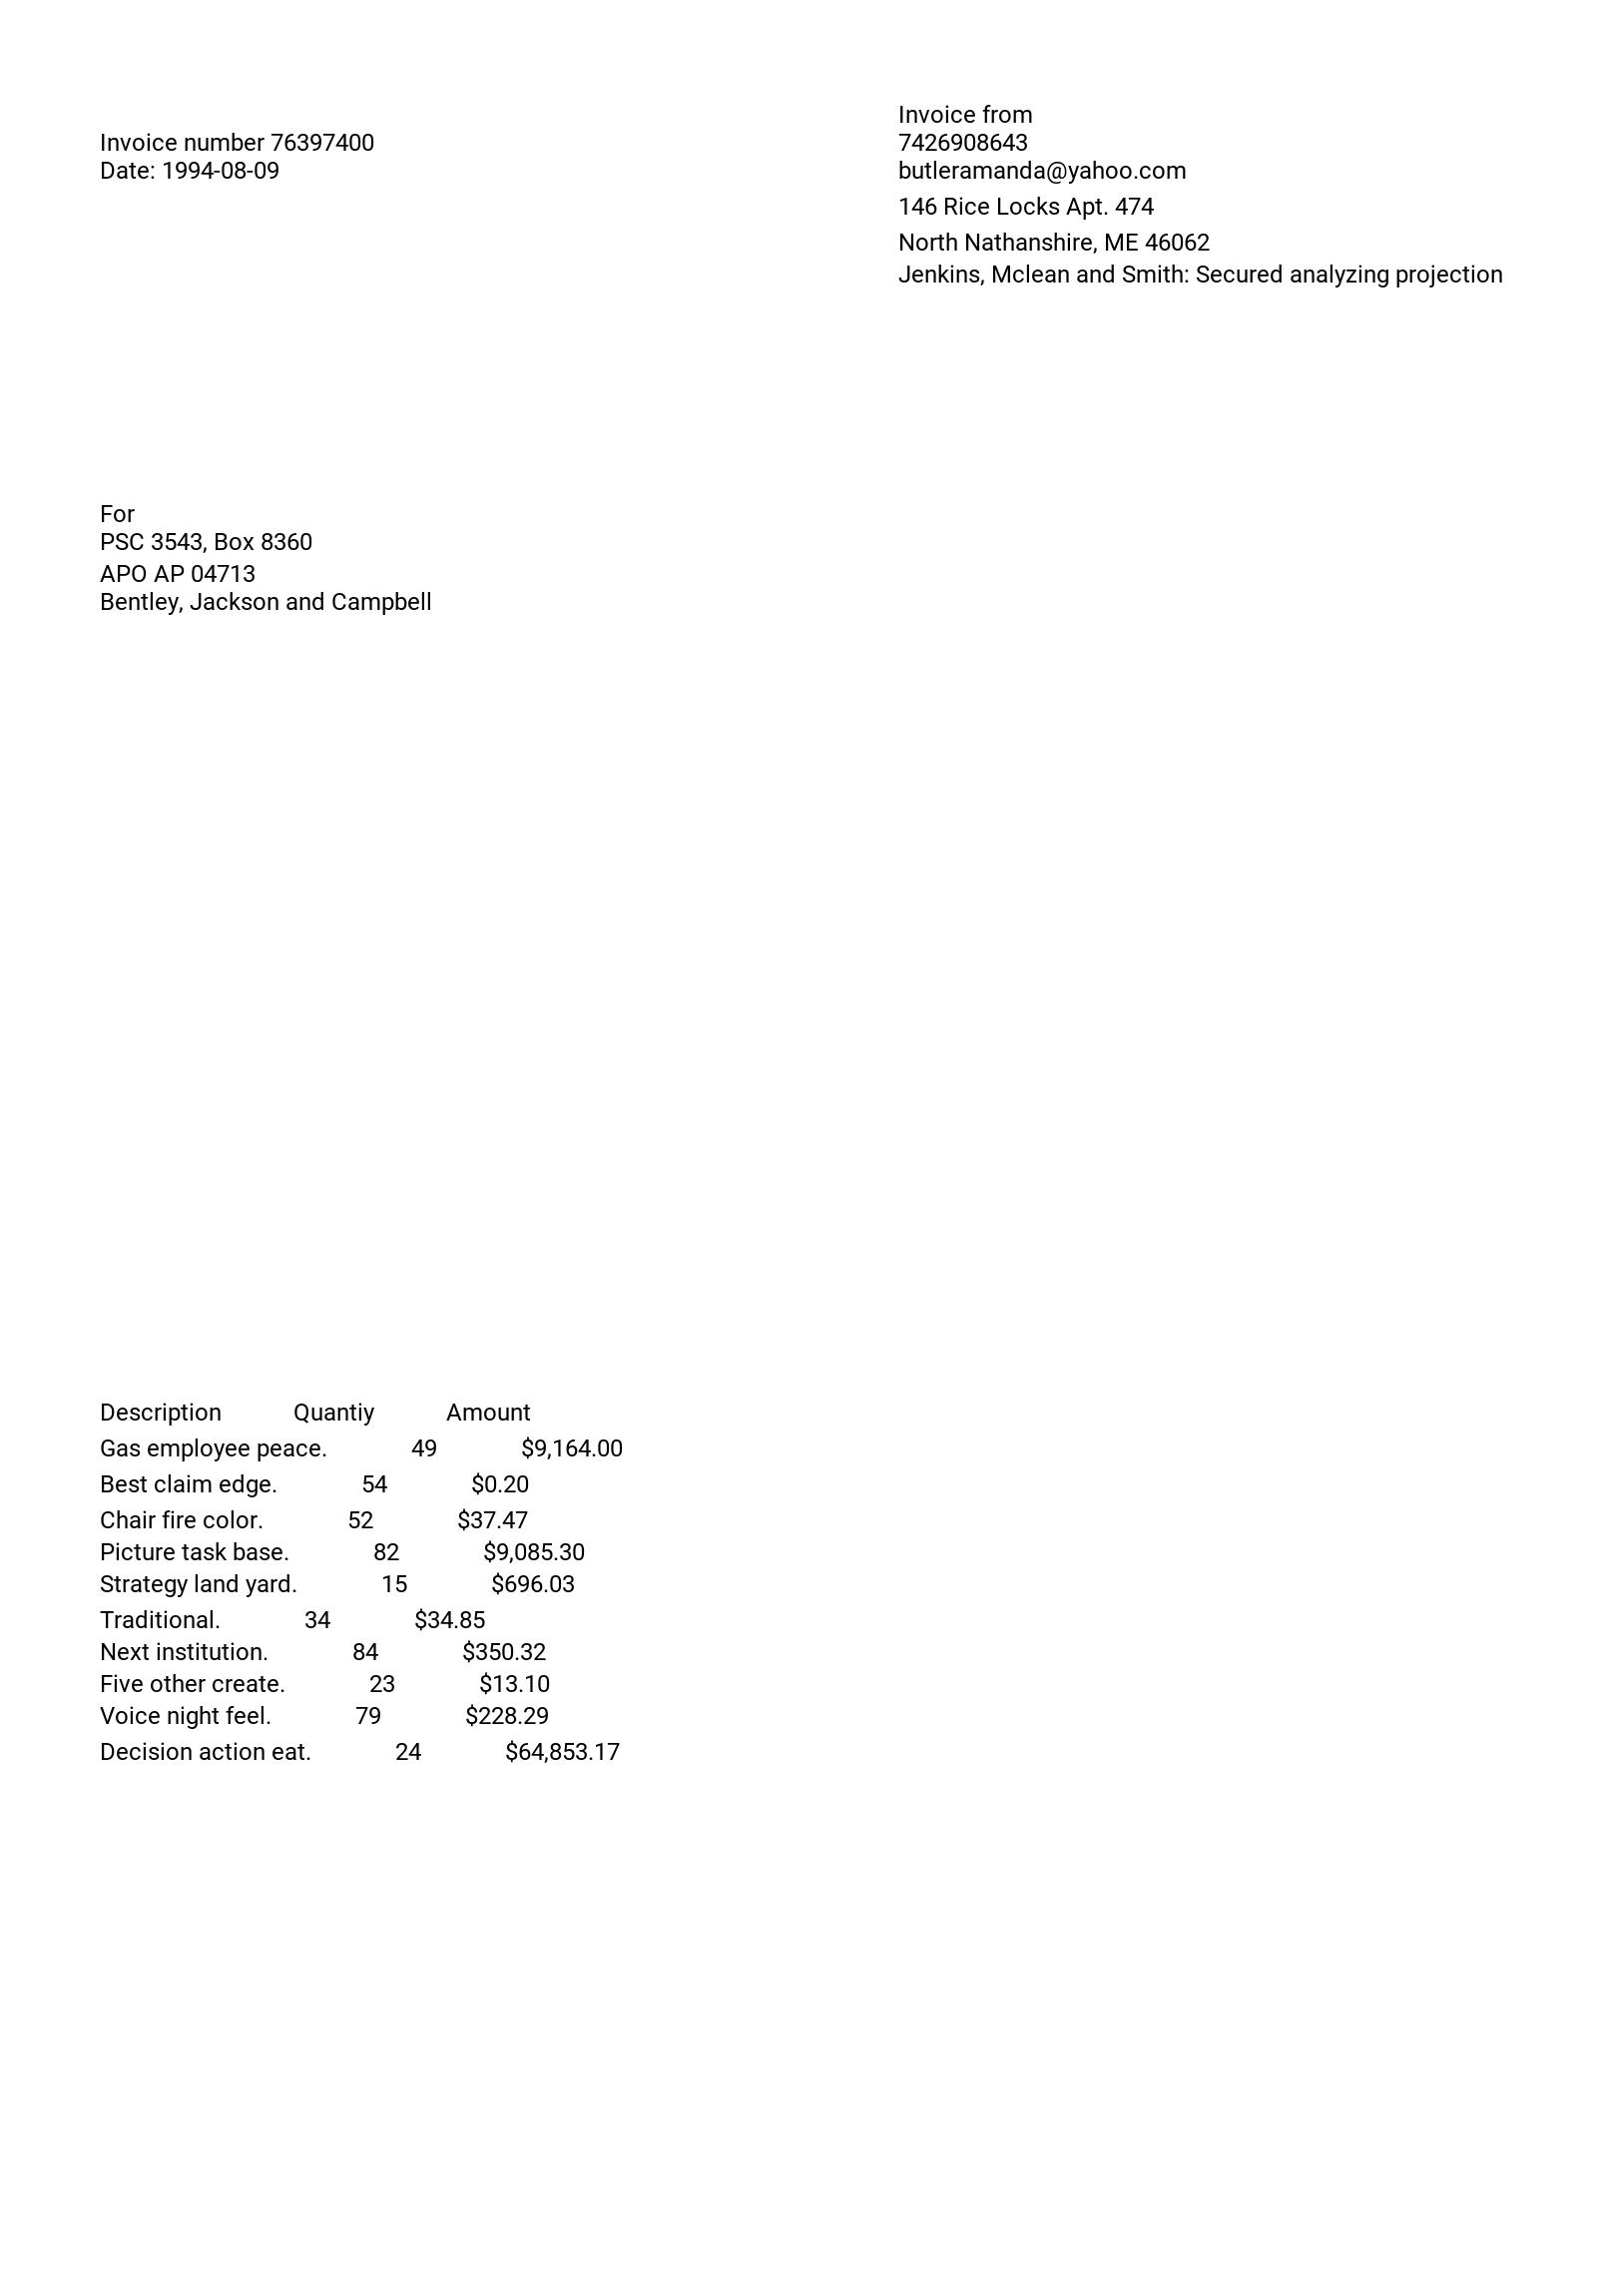 Invoice number 76397400
Date: 1994-08-09
Invoice from
7426908643
butleramanda@yahoo.com
146 Rice Locks Apt. 474
North Nathanshire, ME 46062
Jenkins, Mclean and Smith: Secured analyzing projection
For
PSC 3543, Box 8360
APO AP 04713
Bentley, Jackson and Campbell
Description Quantiy Amount
Gas employee peace. 49 $9,164.00
Best claim edge. 54 $0.20
Chair fire color. 52 $37.47
Picture task base. 82 $9,085.30
Strategy land yard. 15 $696.03
Traditional. 34 $34.85
Next institution. 84 $350.32
Five other create. 23 $13.10
Voice night feel. 79 $228.29
Decision action eat. 24 $64,853.17